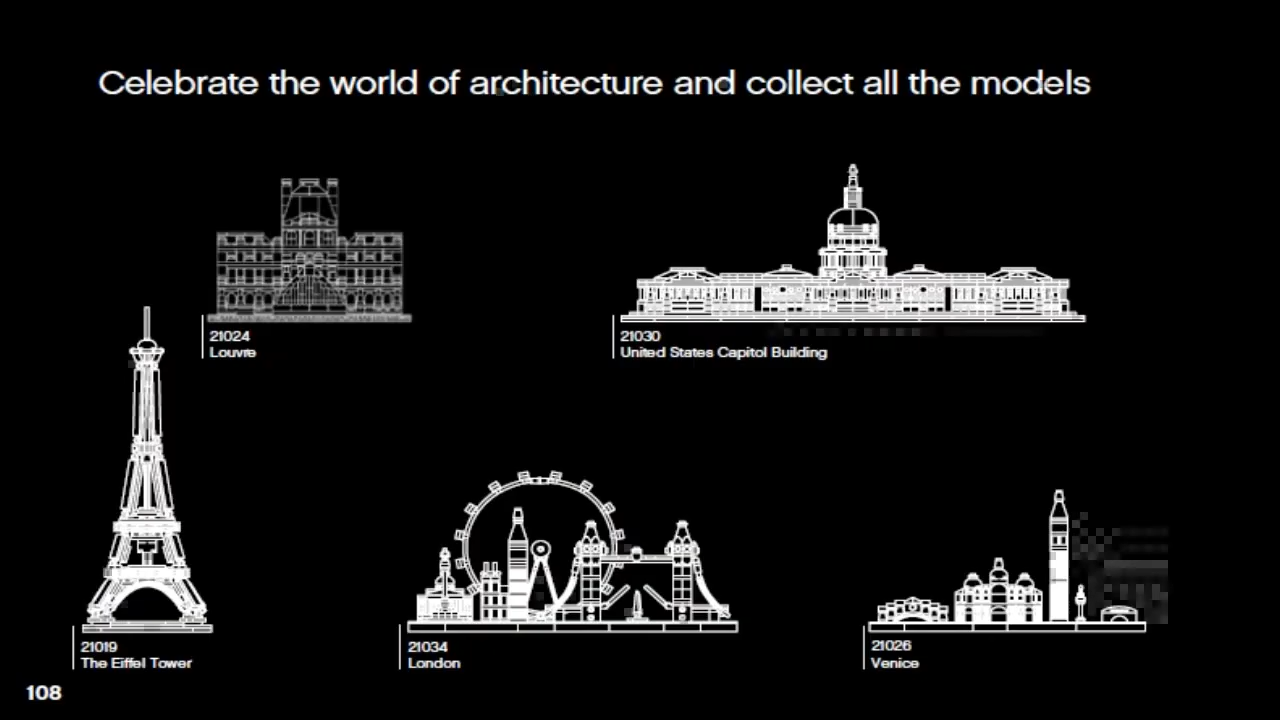 Celebrate the world of architecture and collect all the models
21024
Louvre
21030
United States Capitol Building
21019
The Eiffel Tower
21034
London
21026
Venice
108